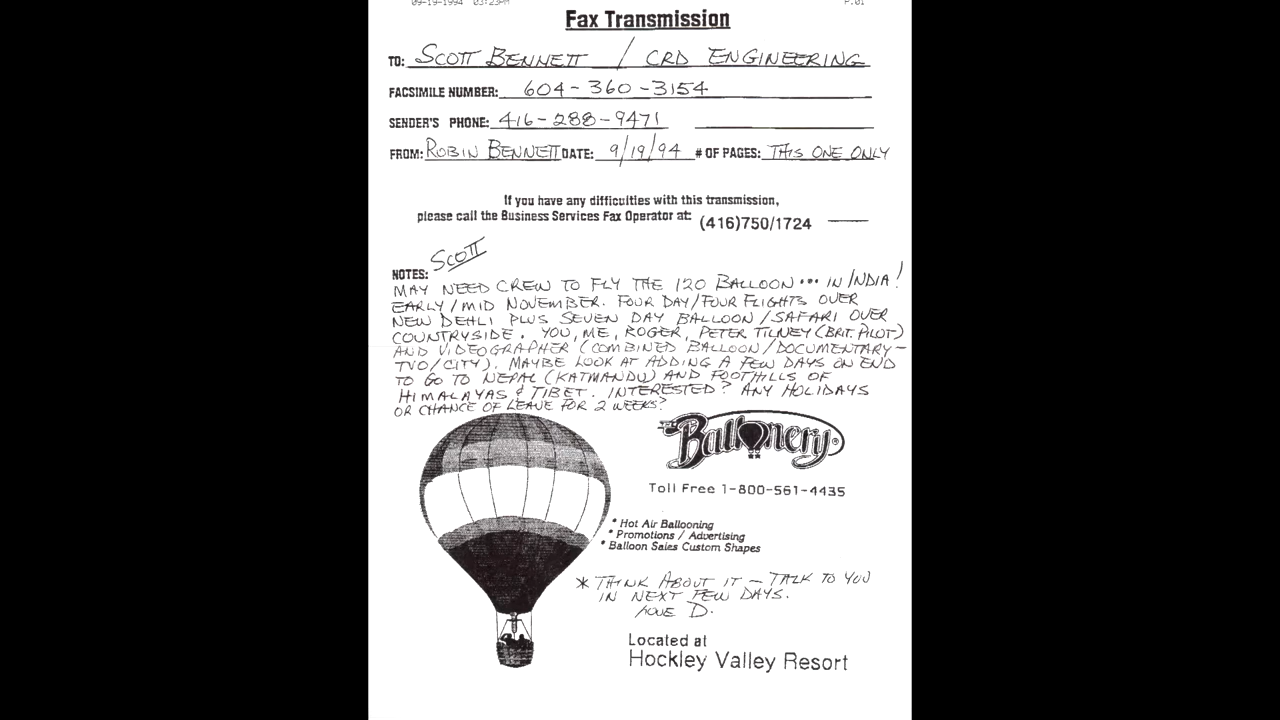 09-19-1994 03:23PM P.01
Fax Transmission
TO: SCOTT BENNETT / CRD ENGINEERING
FACSIMILE NUMBER: 604-360-3154
SENDER'S PHONE: 416-288-9471
FROM: ROBIN BENNETT DATE: 9/19/94 # OF PAGES: THIS ONE ONLY
If you have any difficulties with this transmission,
please call the Business Services Fax Operator at: (416)750/1724
SCOTT
NOTES:
MAY NEED CREW TO FLY THE 120 BALLOON ... IN INDIA!
EARLY/MID NOVEMBER. FOUR DAY/FOUR FLIGHTS OVER
NEW DEHLI PLUS SEVEN DAY BALLOON/SAFARI OVER
COUNTRYSIDE. YOU, ME, ROGER, PETER TILNEY (BRIT. PILOT)
AND VIDEOGRAPHER (COMBINED BALLOON/DOCUMENTARY-
TVO/CITY). MAYBE LOOK AT ADDING A FEW DAYS ON END
TO GO TO NEPAL (KATMANDU) AND FOOTHILLS OF
HIMALAYAS & TIBET. INTERESTED? ANY HOLIDAYS
OR CHANCE OF LEAVE FOR 2 WEEKS?
Balloonery
Toll Free 1-800-561-4435
* Hot Air Ballooning
* Promotions / Advertising
* Balloon Sales Custom Shapes
* THINK ABOUT IT - TALK TO YOU
IN NEXT FEW DAYS.
D.
Located at
Hockley Valley Resort